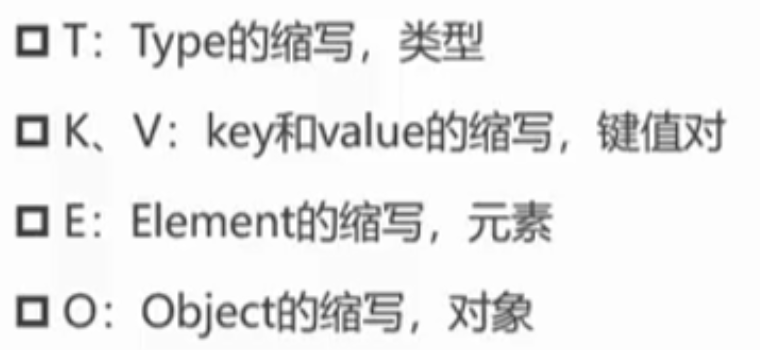 T：Type的缩写，类型
K、V：key和value的缩写，键值对
E：Element的缩写，元素
O：Object的缩写，对象